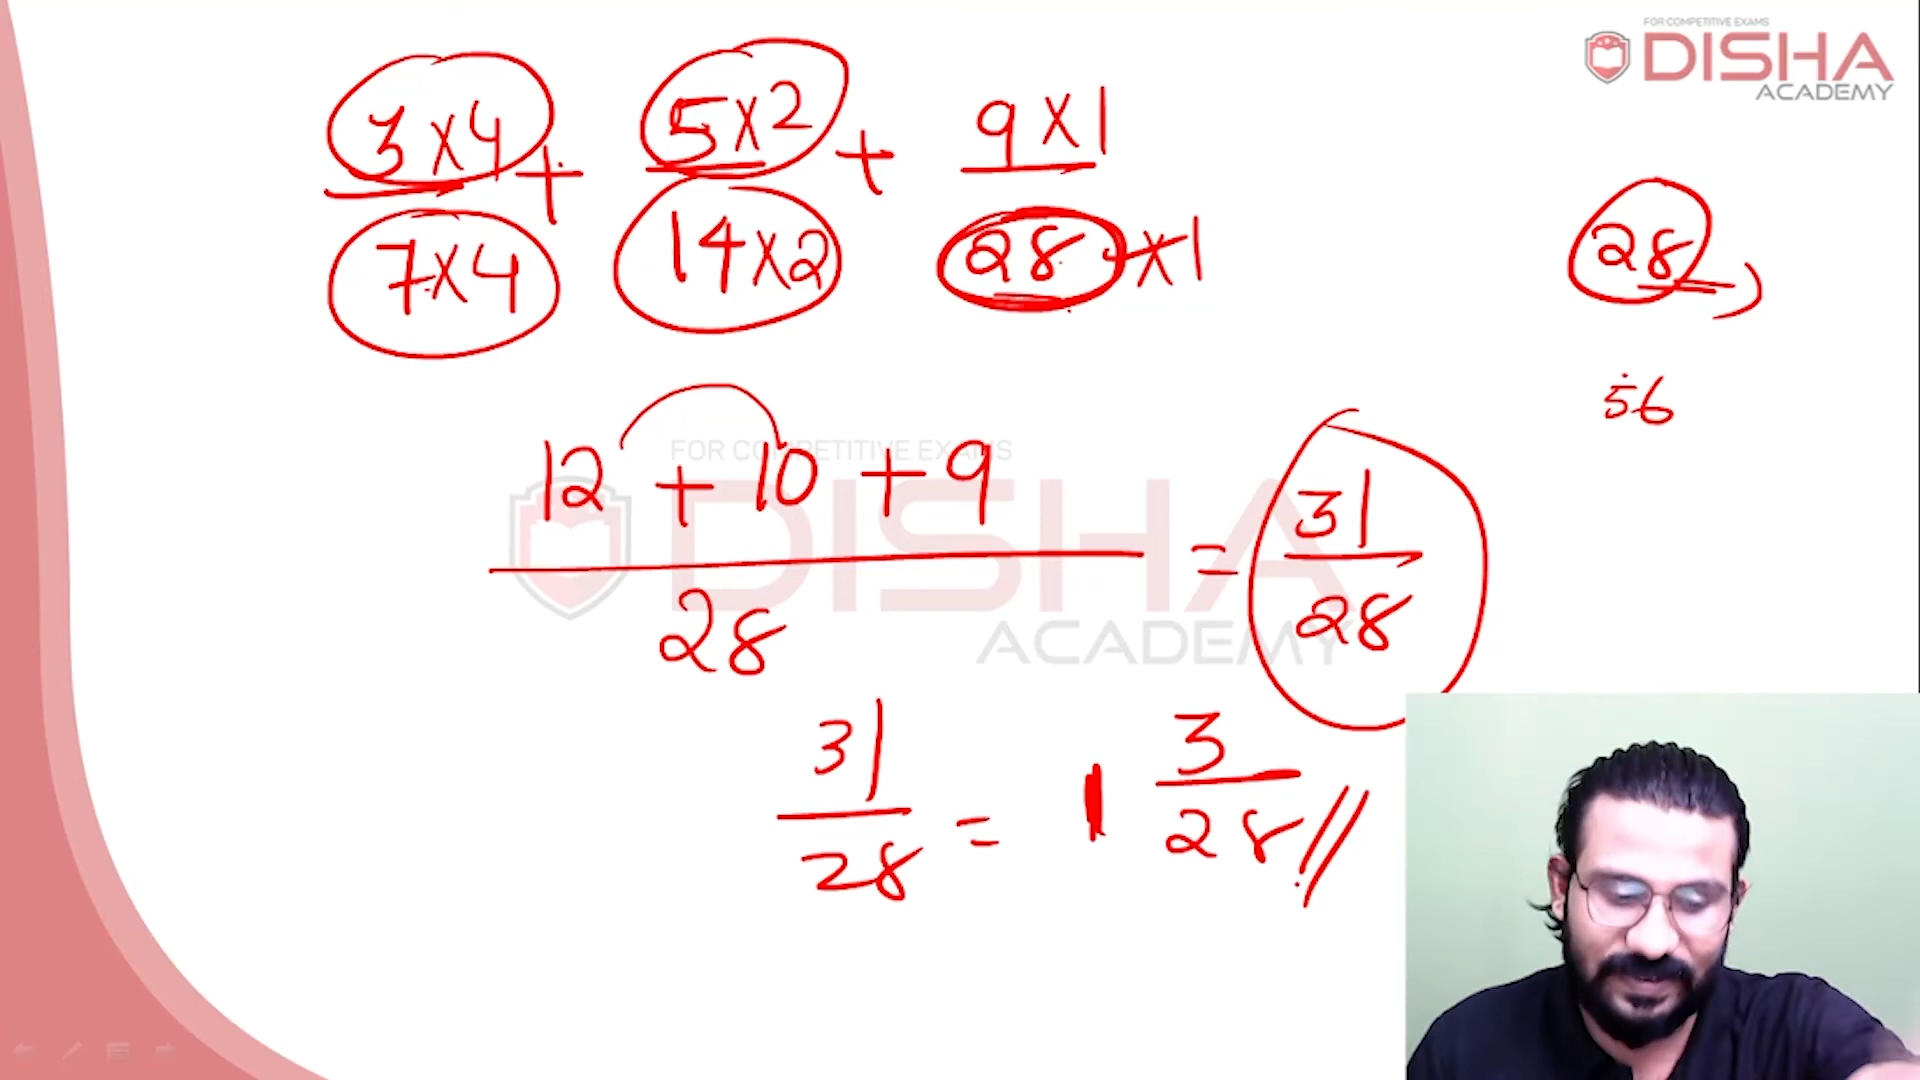 FOR COMPETITIVE EXAMS
DISHA
ACADEMY
3x4 + 5x2 + 9x1
7x4 14x2 28 x1
28
56
12 + 10 + 9
28
= 31
28
FOR COMPETITIVE EXAMS
DISHA
ACADEMY
31
28
= 1 3
28 //